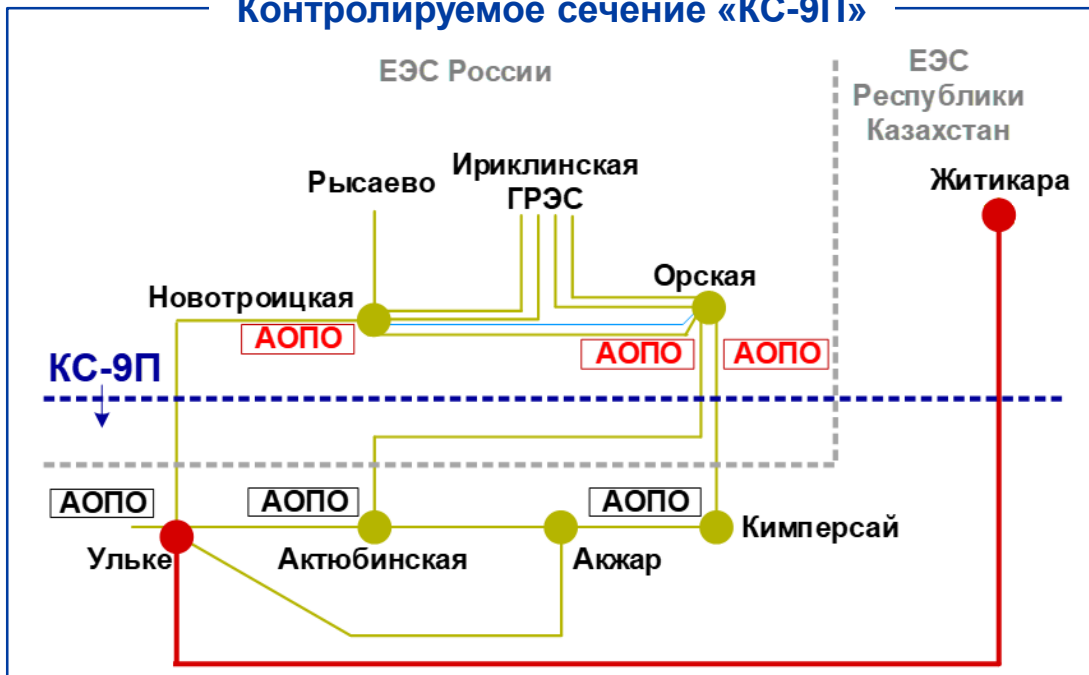 Контролируемое сечение «КС-9П»
ЕЭС России
ЕЭС
Республики
Казахстан
Ириклинская
ГРЭС
Рысаево
Житикара
Орская
Новотроицкая
АОПО
АОПО
АОПО
КС-9П
АОПО
АОПО
АОПО
Ульке
Актюбинская
Акжар
Кимперсай